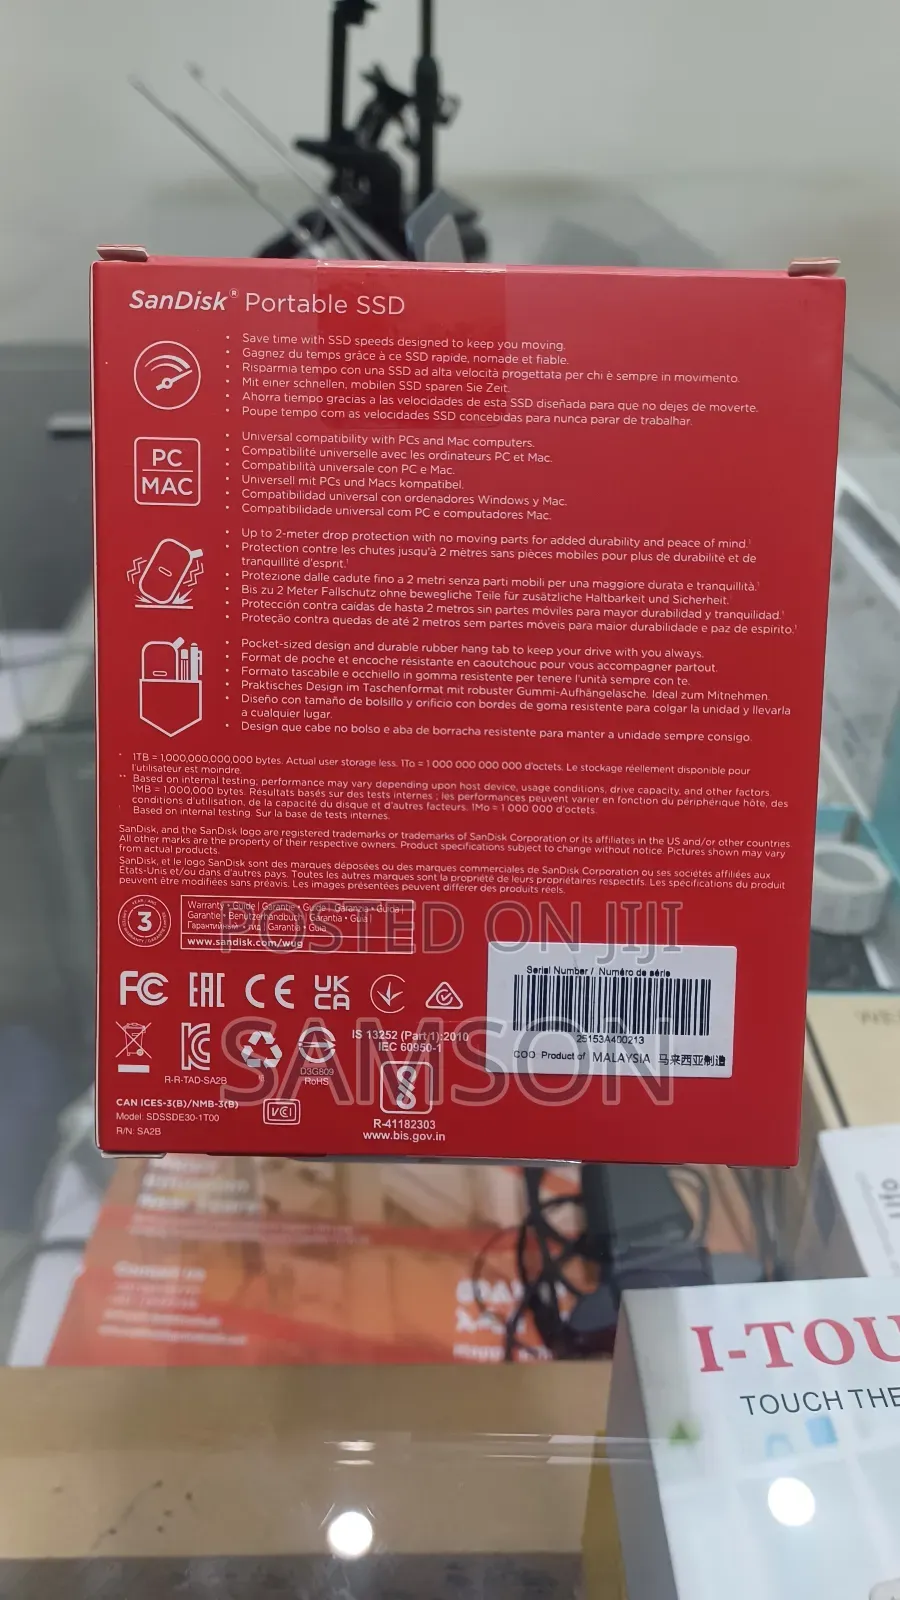 SanDisk® Portable SSD
• Save time with SSD speeds designed to keep you moving.
• Gagnez du temps grâce à ce SSD rapide, nomade et fiable.
• Risparmia tempo con una SSD ad alta velocità progettata per chi è sempre in movimento.
• Mit einer schnellen, mobilen SSD sparen Sie Zeit.
• Ahorra tiempo gracias a las velocidades de esta SSD diseñada para que no dejes de moverte.
• Poupe tempo com as velocidades SSD concebidas para nunca parar de trabalhar.
PC
MAC
• Universal compatibility with PCs and Mac computers.
• Compatibilité universelle avec les ordinateurs PC et Mac.
• Compatibilità universale con PC e Mac.
• Universell mit PCs und Macs kompatibel.
• Compatibilidad universal con ordenadores Windows y Mac.
• Compatibilidade universal com PC e computadores Mac.
• Up to 2-meter drop protection with no moving parts for added durability and peace of mind.¹
• Protection contre les chutes jusqu'à 2 mètres sans pièces mobiles pour plus de durabilité et de
tranquillité d'esprit.¹
• Protezione dalle cadute fino a 2 metri senza parti mobili per una maggiore durata e tranquillità.¹
• Bis zu 2 Meter Fallschutz ohne bewegliche Teile für zusätzliche Haltbarkeit und Sicherheit.¹
• Protección contra caídas de hasta 2 metros sin partes móviles para mayor durabilidad y tranquilidad.¹
• Proteção contra quedas de até 2 metros sem partes móveis para maior durabilidade e paz de espírito.¹
• Pocket-sized design and durable rubber hang tab to keep your drive with you always.
• Format de poche et encoche résistante en caoutchouc pour vous accompagner partout.
• Formato tascabile e occhiello in gomma resistente per tenere l'unità sempre con te.
• Praktisches Design im Taschenformat mit robuster Gummi-Aufhängelasche. Ideal zum Mitnehmen.
• Diseño con tamaño de bolsillo y orificio con bordes de goma resistente para colgar la unidad y llevarla
a cualquier lugar.
• Design que cabe no bolso e aba de borracha resistente para manter a unidade sempre consigo.
* 1TB = 1,000,000,000,000 bytes. Actual user storage less. 1To = 1 000 000 000 000 d'octets. Le stockage réellement disponible pour
l'utilisateur est moindre.
** Based on internal testing; performance may vary depending upon host device, usage conditions, drive capacity, and other factors.
1MB = 1,000,000 bytes. Résultats basés sur des tests internes ; les performances peuvent varier en fonction du périphérique hôte, des
conditions d'utilisation, de la capacité du disque et d'autres facteurs. 1Mo = 1 000 000 d'octets.
¹ Based on internal testing. Sur la base de tests internes.
SanDisk, and the SanDisk logo are registered trademarks or trademarks of SanDisk Corporation or its affiliates in the US and/or other countries.
All other marks are the property of their respective owners. Product specifications subject to change without notice. Pictures shown may vary
from actual products.
SanDisk, et le logo SanDisk sont des marques déposées ou des marques commerciales de SanDisk Corporation ou ses sociétés affiliées aux
États-Unis et/ou dans d'autres pays. Toutes les autres marques sont la propriété de leurs propriétaires respectifs. Les spécifications du produit
peuvent être modifiées sans préavis. Les images présentées peuvent différer des produits réels.
3
Warranty • Guide | Garantie • Guide | Garanzia • Guida |
Garantie • Benutzerhandbuch | Garantía • Guía |
Garantia • Guia
www.sandisk.com/wug
POSTED ON JIJI
SAMSON
FC EAC CE UK
CA
Serial Number / Numéro de série
25153A400213
COO Product of MALAYSIA 马来西亚制造
R-R-TAD-SA2B
D3G809
RoHS
IS 13252 (Part 1):2010
IEC 60950-1
R-41182303
www.bis.gov.in
CAN ICES-3(B)/NMB-3(B)
Model: SDSSDE30-1T00
R/N: SA2B
VCI
I-TOU
TOUCH THE